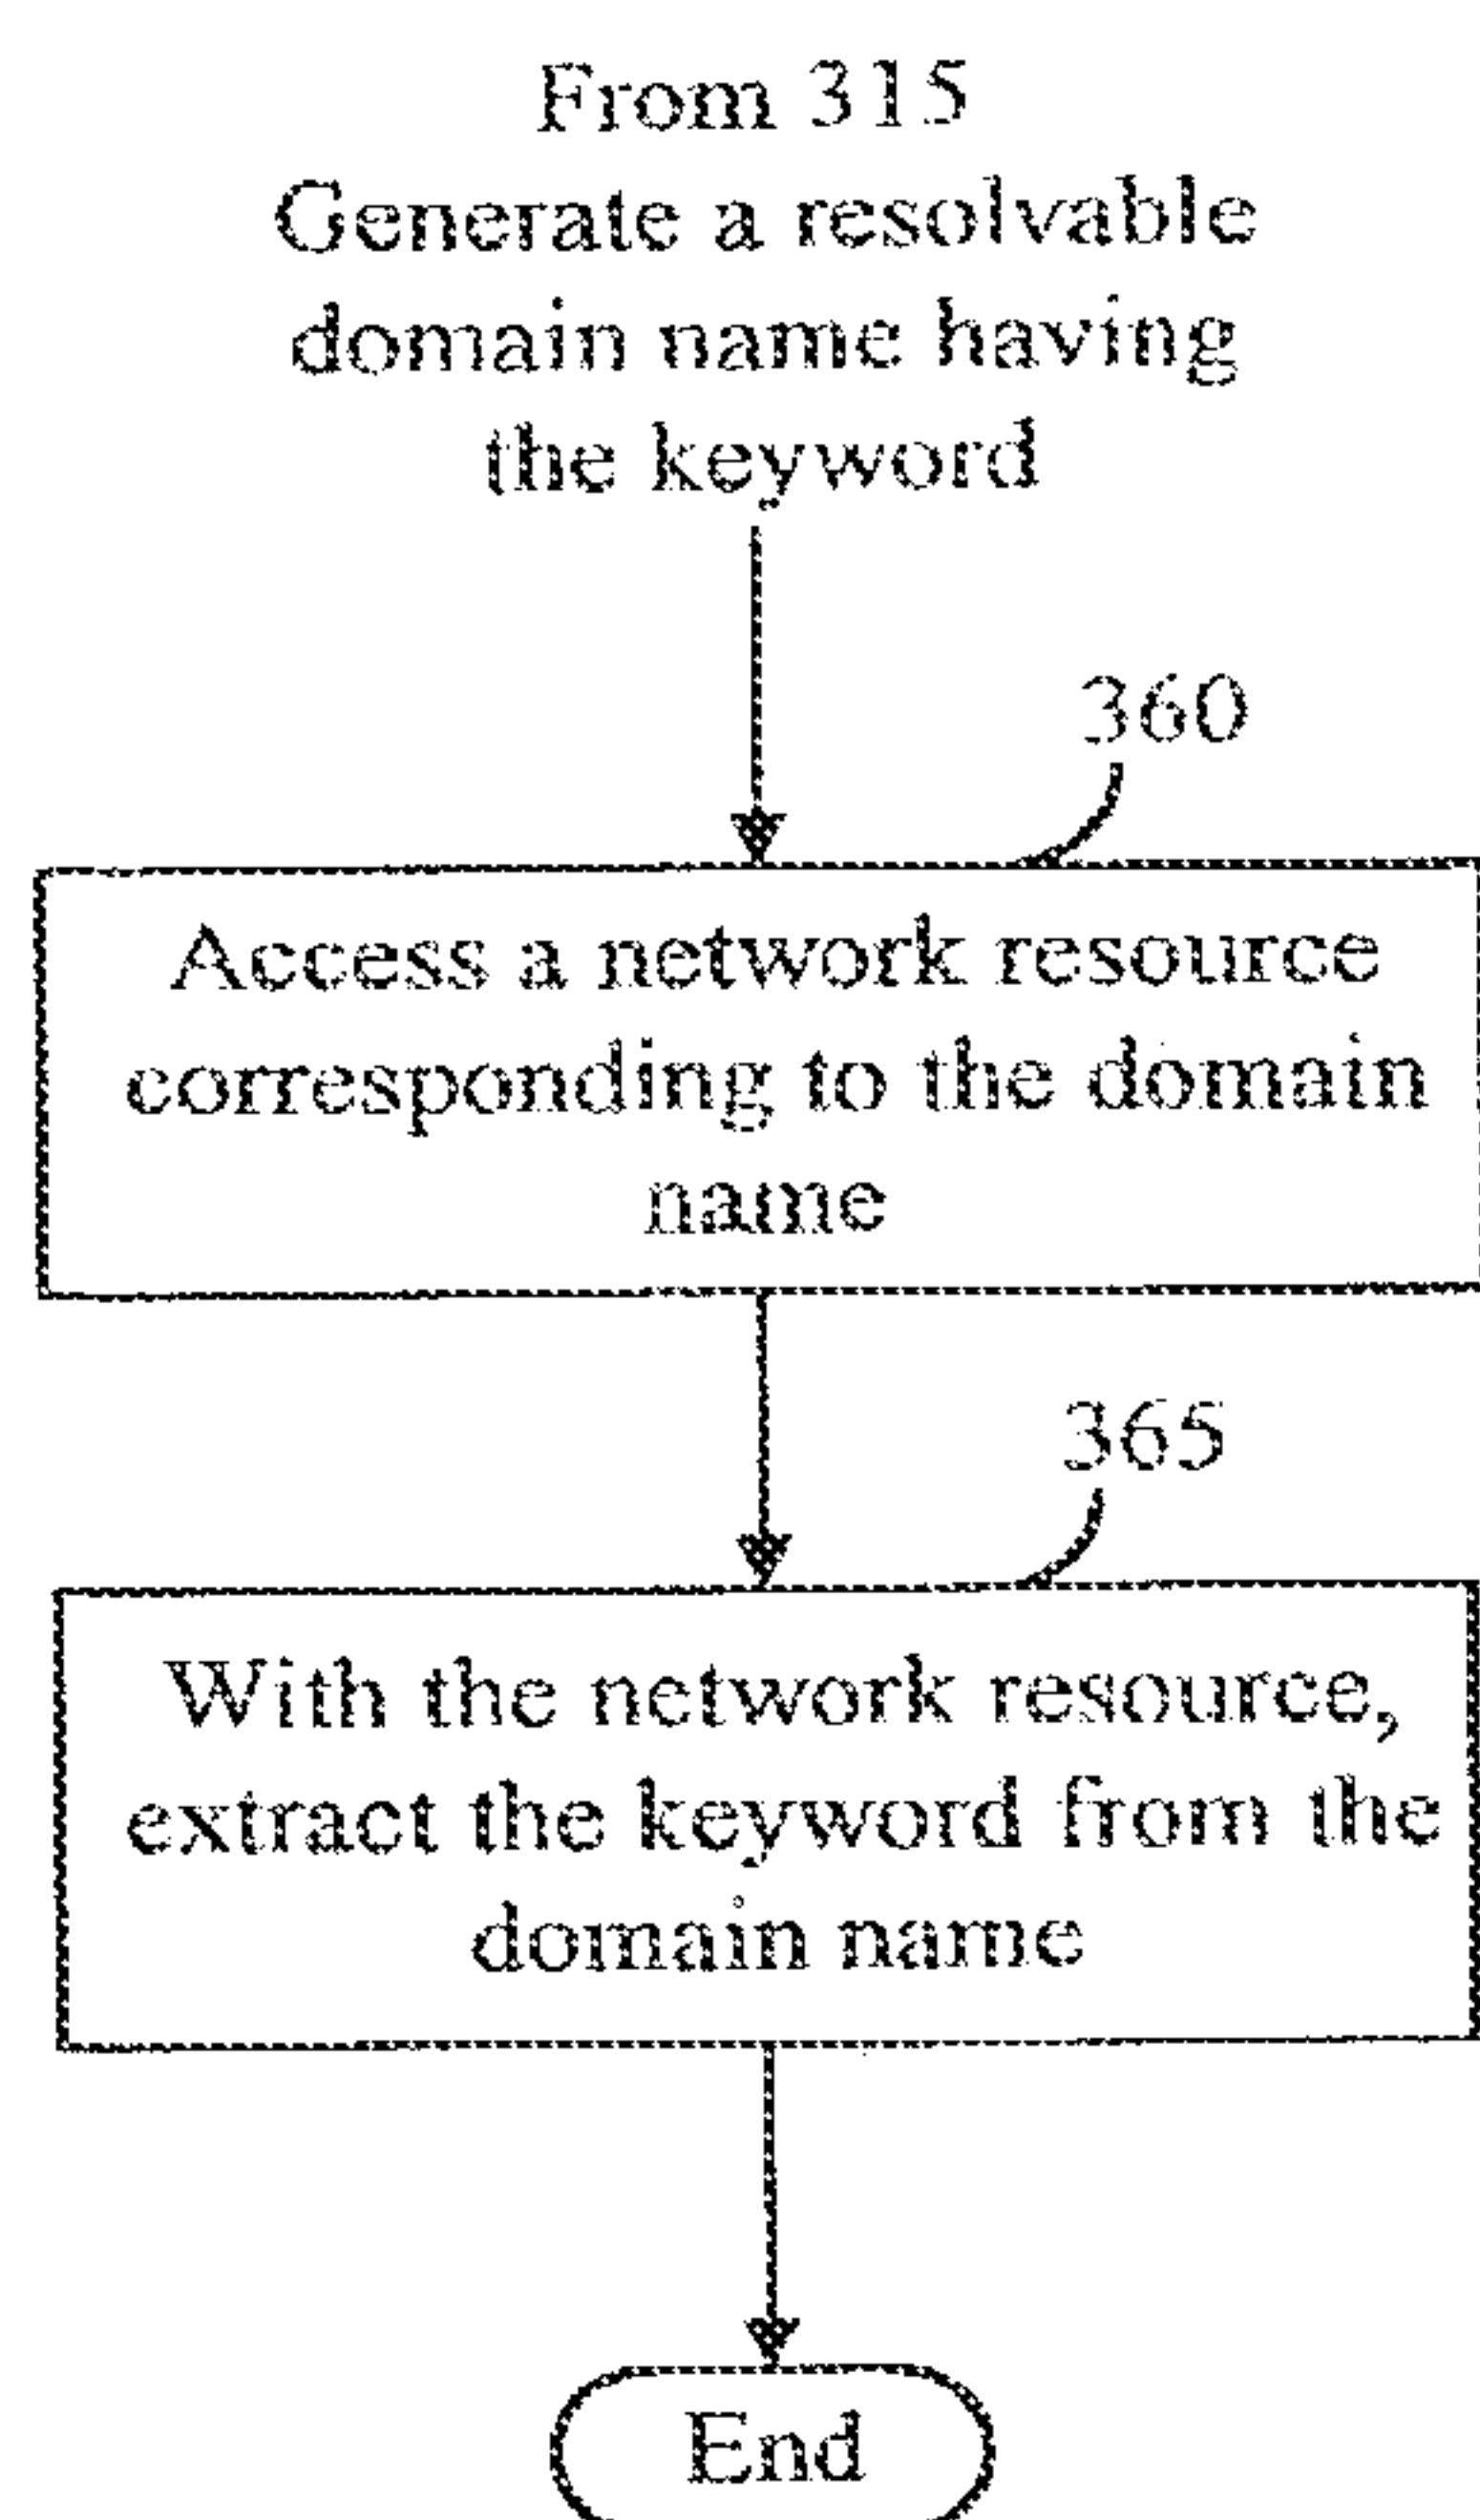 From 315
Generate a resolvable
domain name having
the keyword
360
Access a network resource
corresponding to the domain
name
365
With the network resource,
extract the keyword from the
domain name
End